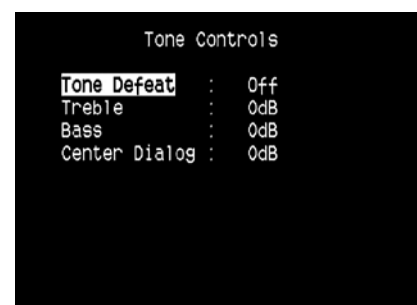 Tone Controls
Tone Defeat : Off
Treble : 0dB
Bass : 0dB
Center Dialog : 0dB